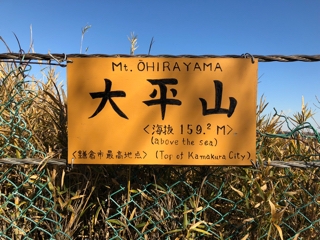 Mt. ŌHIRAYAMA
大平山
<海抜 159.2 M>
(above the sea)
<鎌倉市最高地点> (Top of Kamakura City)